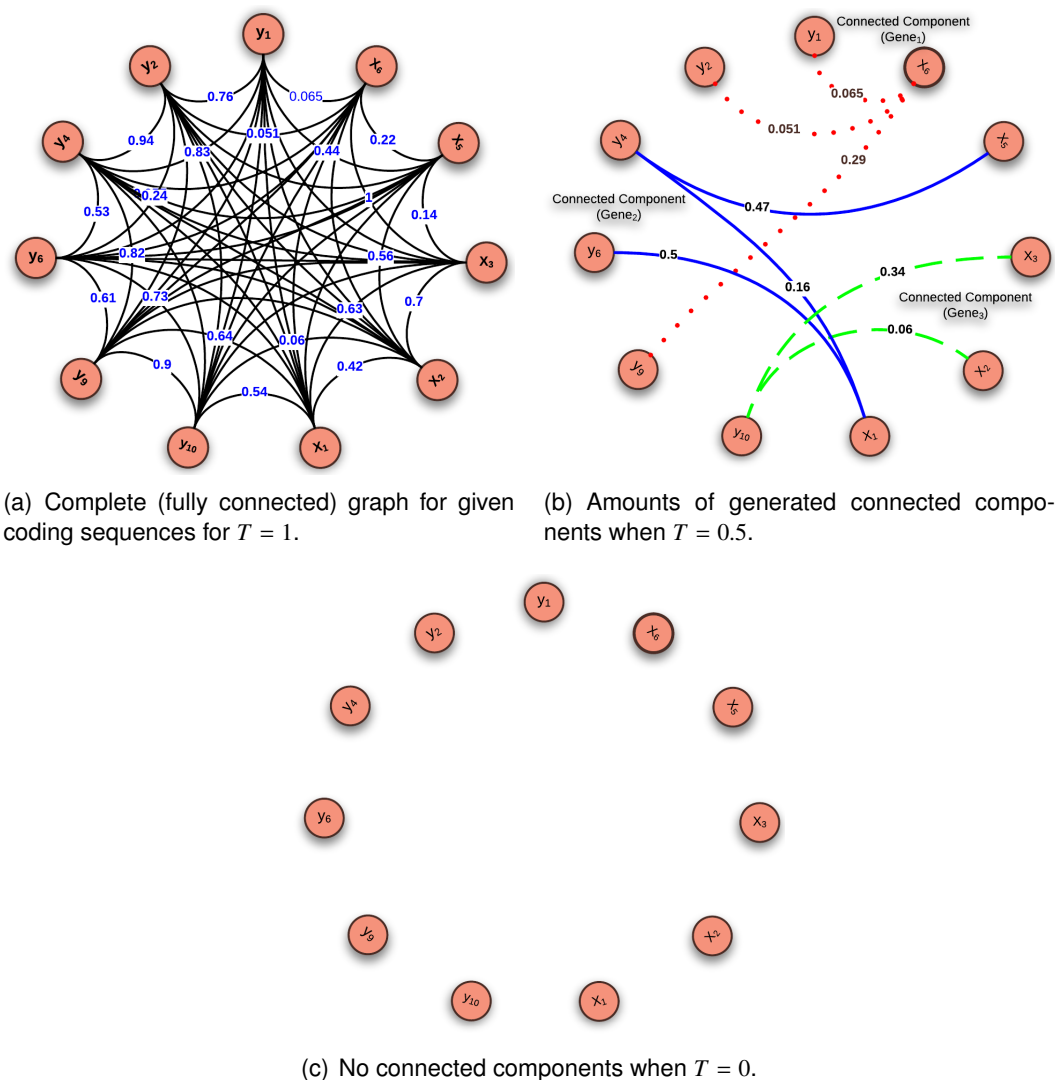 y1
y2
x6
0.76
0.065
y4
0.94
0.83
0.051
0.44
0.22
x5
0.24
1
0.53
0.14
y6
0.82
0.56
x3
0.61
0.73
0.63
0.7
0.64
0.06
y9
0.9
0.42
x2
0.54
y10
x1
Connected Component
(Gene1)
y1
y2
x6
0.065
0.051
y4
0.29
x5
Connected Component
(Gene2)
0.47
y6
0.5
x3
0.34
0.16
Connected Component
(Gene3)
0.06
y9
x2
y10
x1
(a) Complete (fully connected) graph for given
coding sequences for T = 1.
(b) Amounts of generated connected compo-
nents when T = 0.5.
y1
y2
x6
y4
x5
y6
x3
y9
x2
y10
x1
(c) No connected components when T = 0.